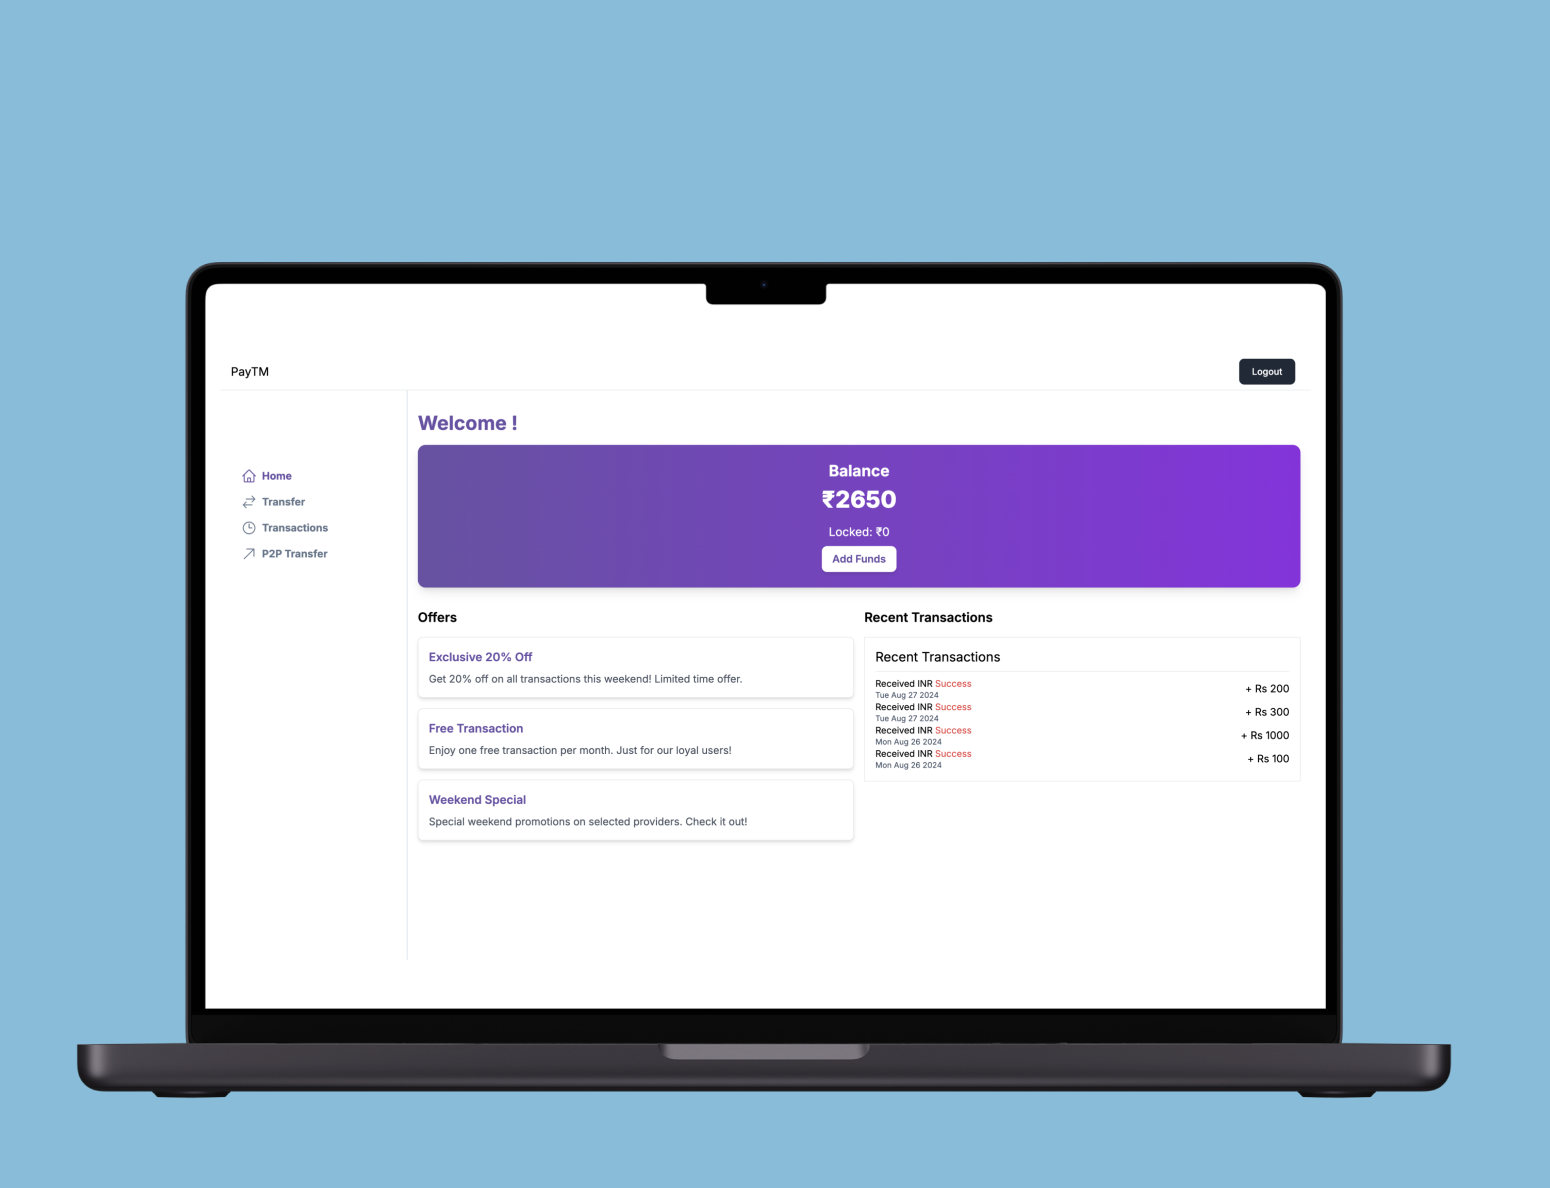 PayTM
Logout
Home
Transfer
Transactions
P2P Transfer
Welcome !
Balance
₹2650
Locked: ₹0
Add Funds
Offers
Exclusive 20% Off
Get 20% off on all transactions this weekend! Limited time offer.
Free Transaction
Enjoy one free transaction per month. Just for our loyal users!
Weekend Special
Special weekend promotions on selected providers. Check it out!
Recent Transactions
Recent Transactions
Received INR Success
Tue Aug 27 2024
+ Rs 200
Received INR Success
Tue Aug 27 2024
+ Rs 300
Received INR Success
Mon Aug 26 2024
+ Rs 1000
Received INR Success
Mon Aug 26 2024
+ Rs 100